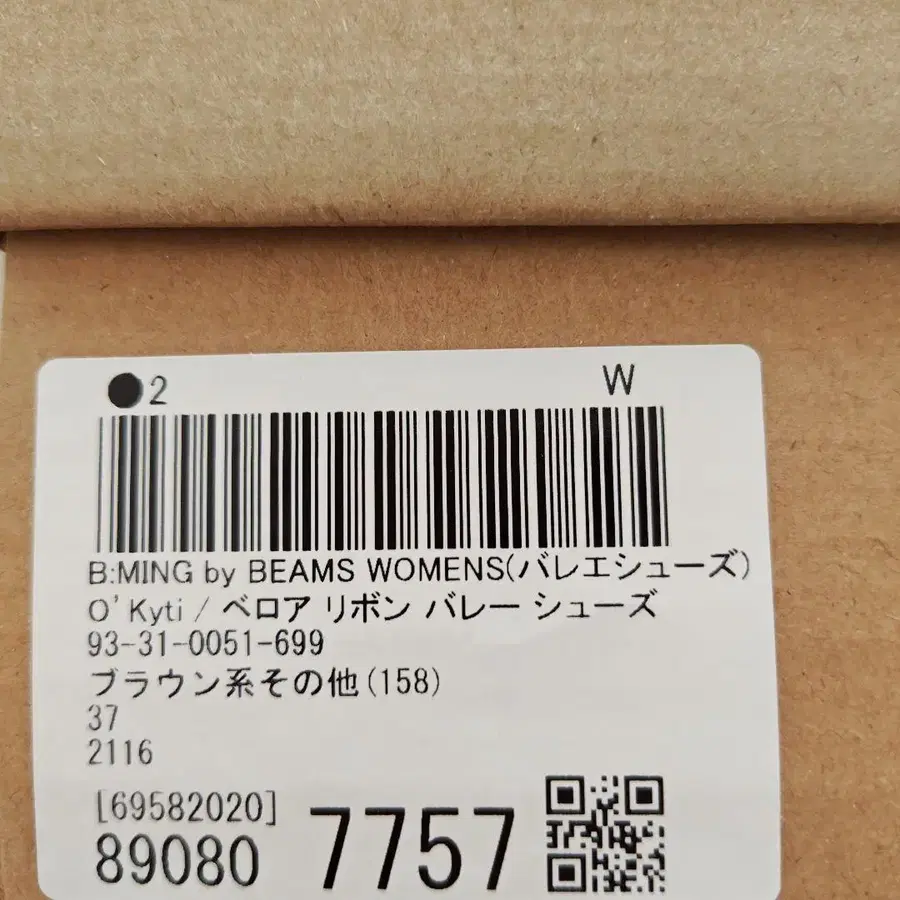 ●2 W
B:MING by BEAMS WOMENS(バレエシューズ)
O'Kyti / ベロア リボン バレー シューズ
93-31-0051-699
ブラウン系その他(158)
37
2116
[69582020]
89080 7757